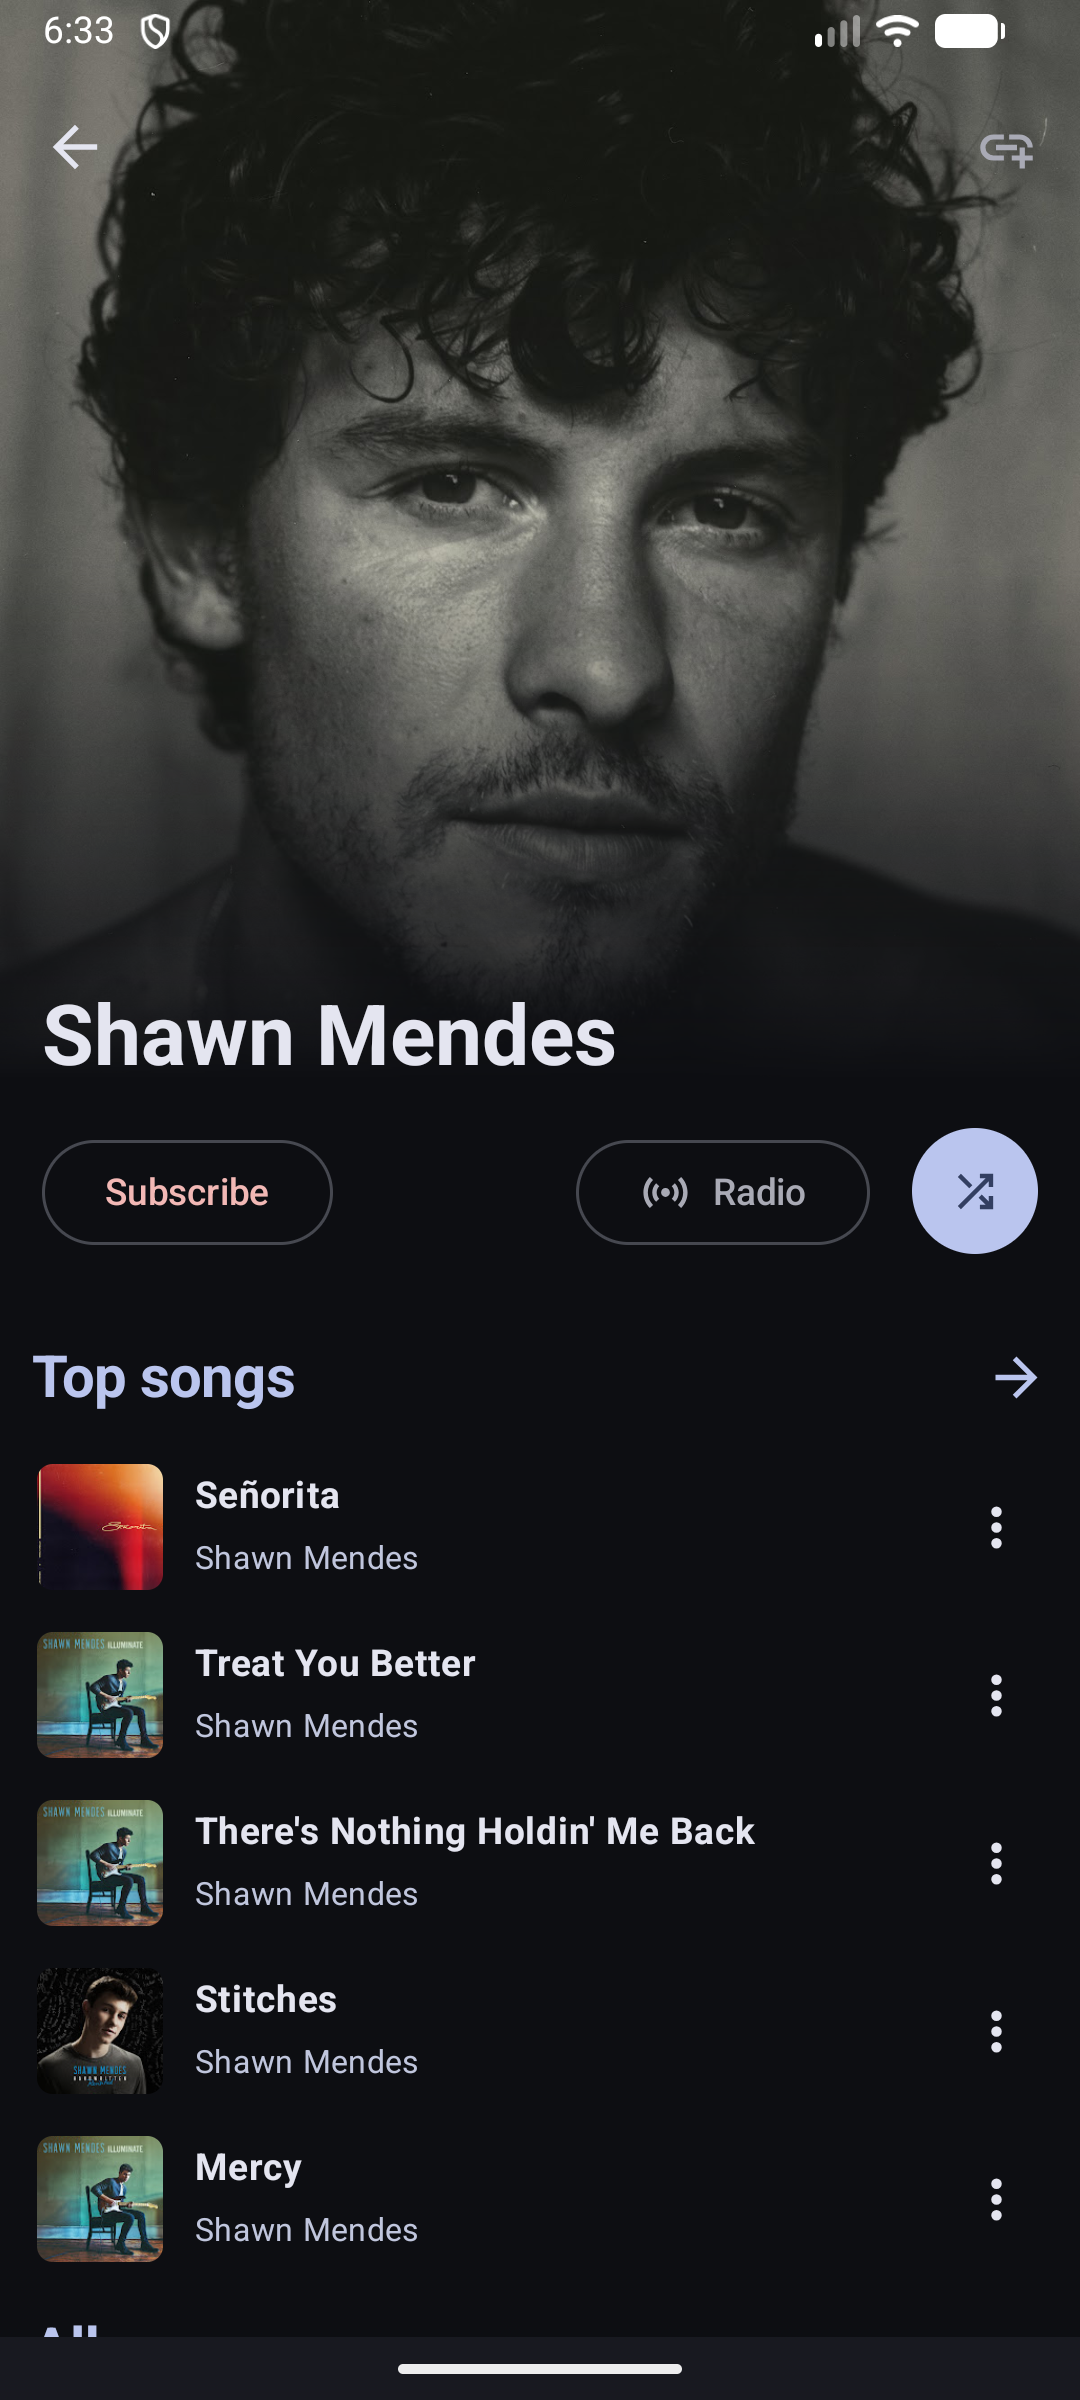 6:33
Shawn Mendes
Subscribe
Radio
Top songs
Señorita
Shawn Mendes
SHAWN MENDES ILLUMINATE
Treat You Better
Shawn Mendes
SHAWN MENDES ILLUMINATE
There's Nothing Holdin' Me Back
Shawn Mendes
Stitches
Shawn Mendes
SHAWN MENDES
HANDWRITTEN
SHAWN MENDES ILLUMINATE
Mercy
Shawn Mendes